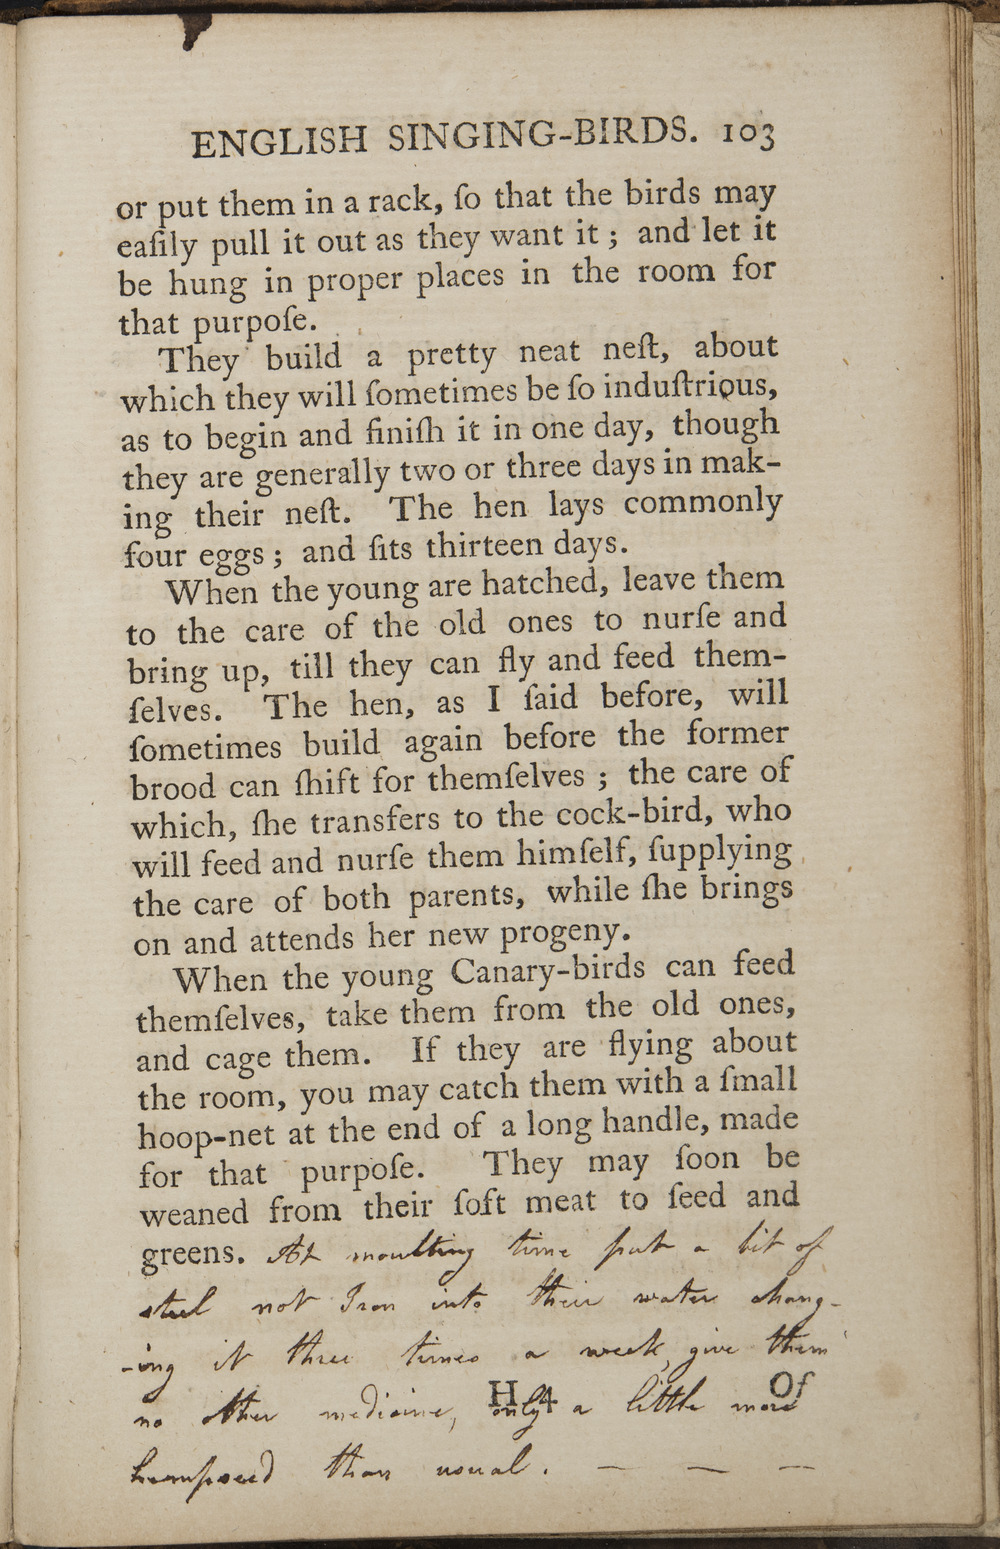 ENGLISH SINGING-BIRDS. 103
or put them in a rack, ſo that the birds may
eaſily pull it out as they want it; and let it
be hung in proper places in the room for
that purpoſe.
They build a pretty neat neſt, about
which they will ſometimes be ſo induſtrious,
as to begin and finiſh it in one day, though
they are generally two or three days in mak-
ing their neſt. The hen lays commonly
four eggs; and ſits thirteen days.
When the young are hatched, leave them
to the care of the old ones to nurſe and
bring up, till they can fly and feed them-
ſelves. The hen, as I ſaid before, will
ſometimes build again before the former
brood can ſhift for themſelves; the care of
which, ſhe transfers to the cock-bird, who
will feed and nurſe them himſelf, ſupplying
the care of both parents, while ſhe brings
on and attends her new progeny.
When the young Canary-birds can feed
themſelves, take them from the old ones,
and cage them. If they are flying about
the room, you may catch them with a ſmall
hoop-net at the end of a long handle, made
for that purpoſe. They may ſoon be
weaned from their ſoft meat to ſeed and
greens. At moulting time put a bit of
steel not Iron into their water chang-
-ing it three times a week, give them
no other medicine, only a little more
H 4 Of
hempseed than usual. — — —